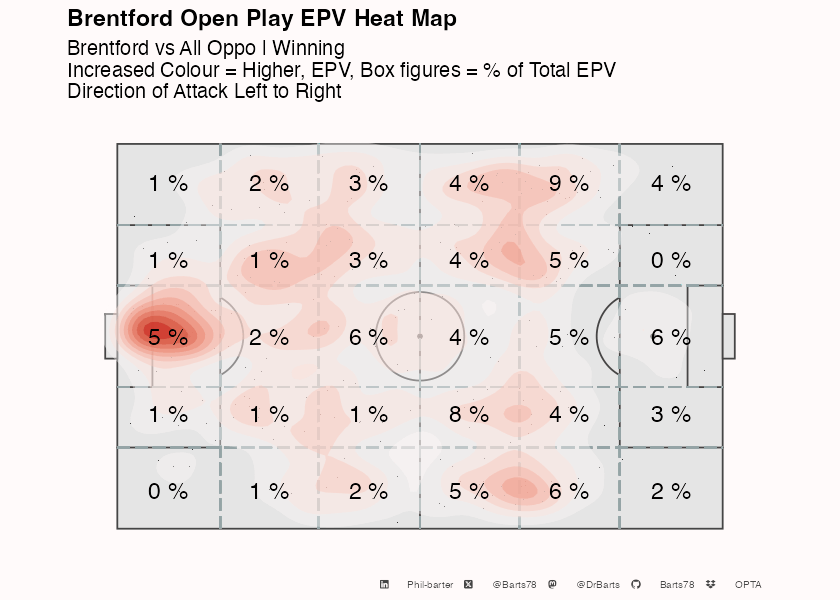 Brentford Open Play EPV Heat Map
Brentford vs All Oppo | Winning
Increased Colour = Higher, EPV, Box figures = % of Total EPV
Direction of Attack Left to Right
1 % 2 % 3 % 4 % 9 % 4 %
1 % 1 % 3 % 4 % 5 % 0 %
5 % 2 % 6 % 4 % 5 % 6 %
1 % 1 % 1 % 8 % 4 % 3 %
0 % 1 % 2 % 5 % 6 % 2 %
Phil-barter @Barts78 @DrBarts Barts78 OPTA